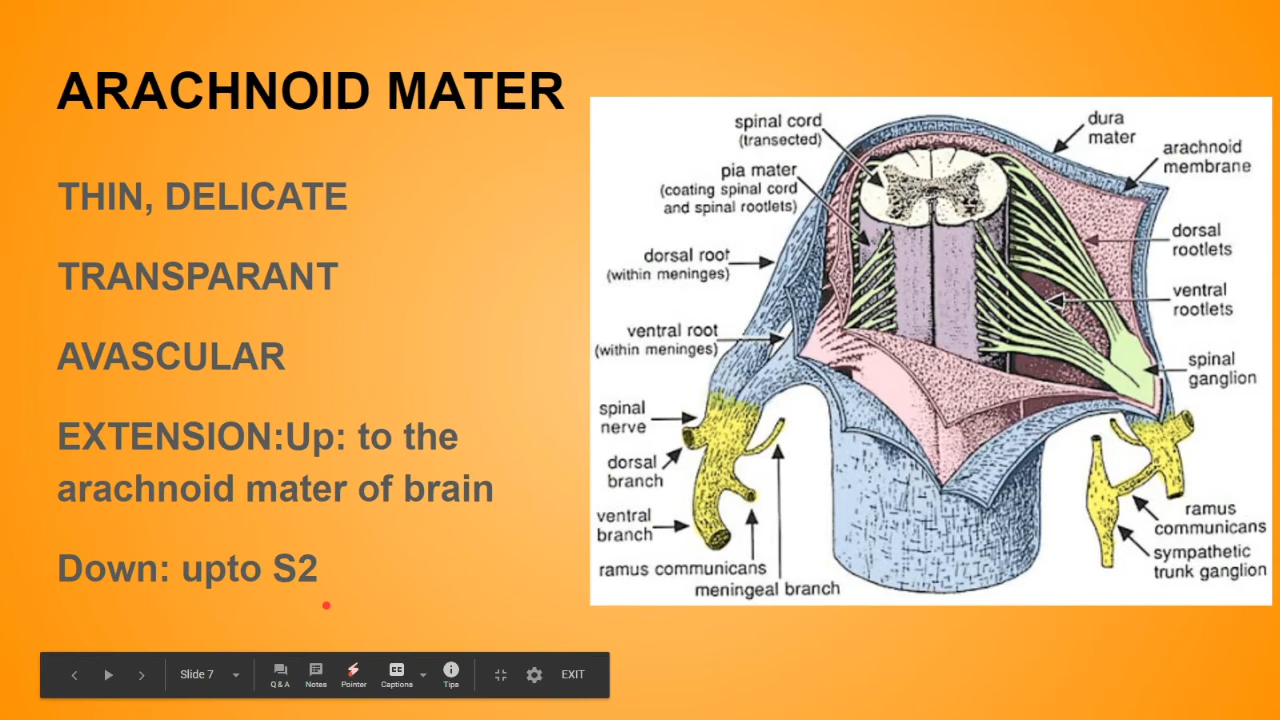 ARACHNOID MATER
THIN, DELICATE
TRANSPARANT
AVASCULAR
EXTENSION:Up: to the
arachnoid mater of brain
Down: upto S2
spinal cord
(transected)
pia mater
(coating spinal cord
and spinal rootlets)
dorsal root
(within meninges)
ventral root
(within meninges)
spinal
nerve
dorsal
branch
ventral
branch
ramus communicans
meningeal branch
dura
mater
arachnoid
membrane
dorsal
rootlets
ventral
rootlets
spinal
ganglion
ramus
communicans
sympathetic
trunk ganglion
Slide 7
Q & A
Notes
Pointer
CC
Captions
Tips
EXIT